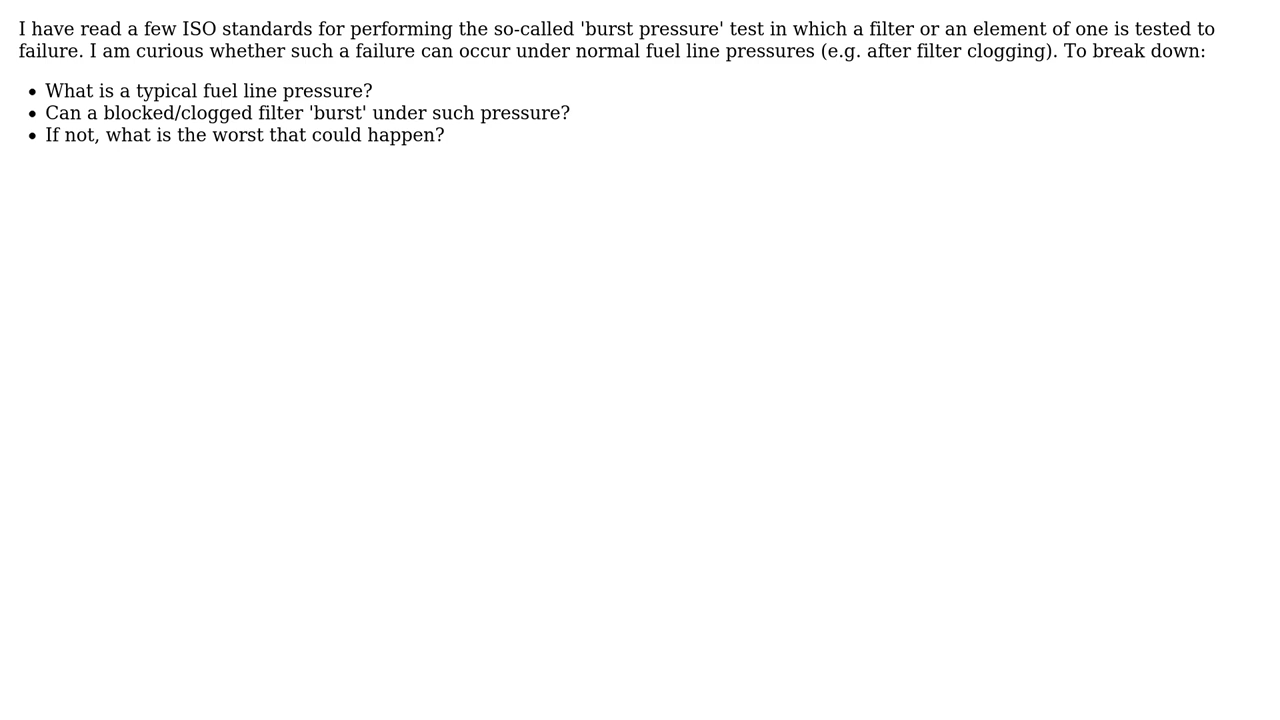 I have read a few ISO standards for performing the so-called 'burst pressure' test in which a filter or an element of one is tested to
failure. I am curious whether such a failure can occur under normal fuel line pressures (e.g. after filter clogging). To break down:
• What is a typical fuel line pressure?
• Can a blocked/clogged filter 'burst' under such pressure?
• If not, what is the worst that could happen?